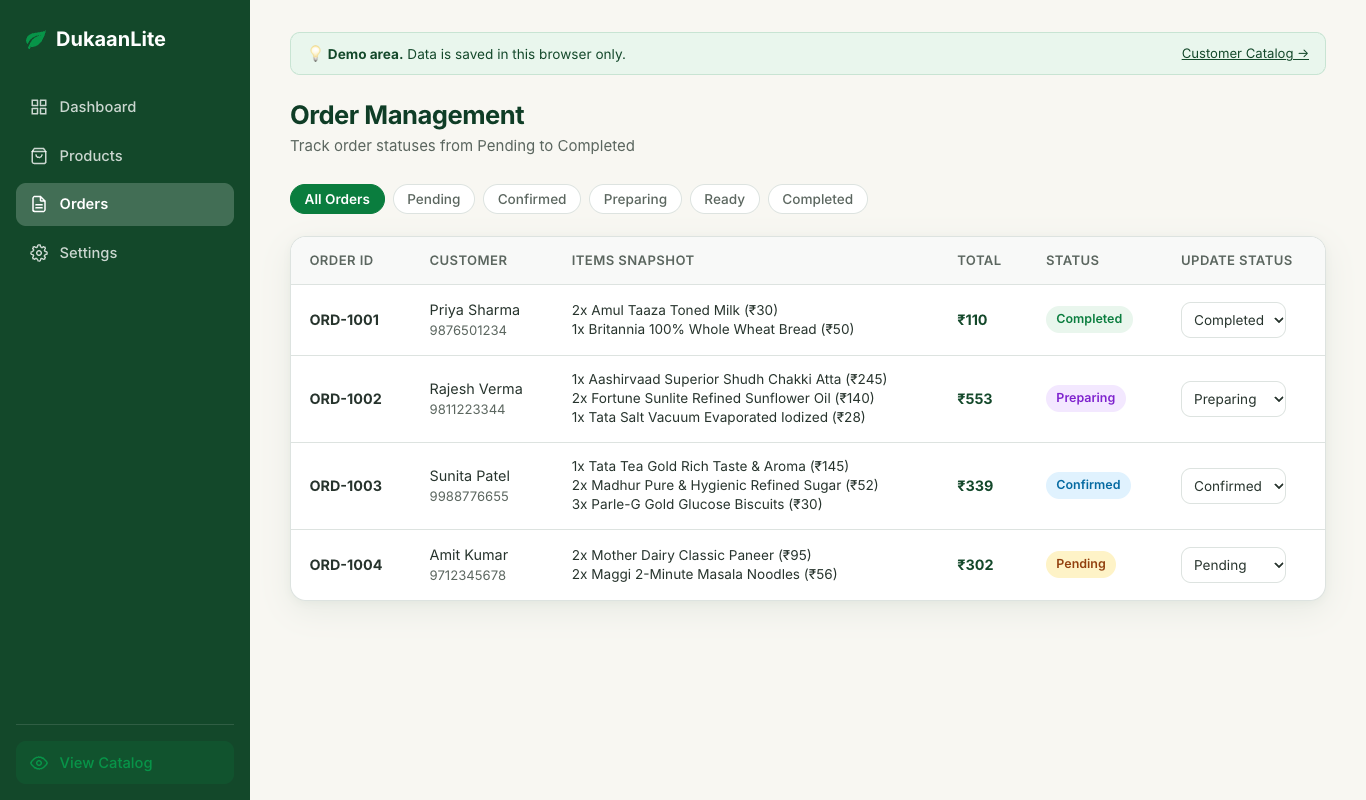 DukaanLite
Dashboard
Products
Orders
Settings
View Catalog
💡 Demo area. Data is saved in this browser only.
Customer Catalog →
Order Management
Track order statuses from Pending to Completed
All Orders
Pending
Confirmed
Preparing
Ready
Completed
ORDER ID
CUSTOMER
ITEMS SNAPSHOT
TOTAL
STATUS
UPDATE STATUS
ORD-1001
Priya Sharma
9876501234
2x Amul Taaza Toned Milk (₹30)
1x Britannia 100% Whole Wheat Bread (₹50)
₹110
Completed
Completed
ORD-1002
Rajesh Verma
9811223344
1x Aashirvaad Superior Shudh Chakki Atta (₹245)
2x Fortune Sunlite Refined Sunflower Oil (₹140)
1x Tata Salt Vacuum Evaporated Iodized (₹28)
₹553
Preparing
Preparing
ORD-1003
Sunita Patel
9988776655
1x Tata Tea Gold Rich Taste & Aroma (₹145)
2x Madhur Pure & Hygienic Refined Sugar (₹52)
3x Parle-G Gold Glucose Biscuits (₹30)
₹339
Confirmed
Confirmed
ORD-1004
Amit Kumar
9712345678
2x Mother Dairy Classic Paneer (₹95)
2x Maggi 2-Minute Masala Noodles (₹56)
₹302
Pending
Pending